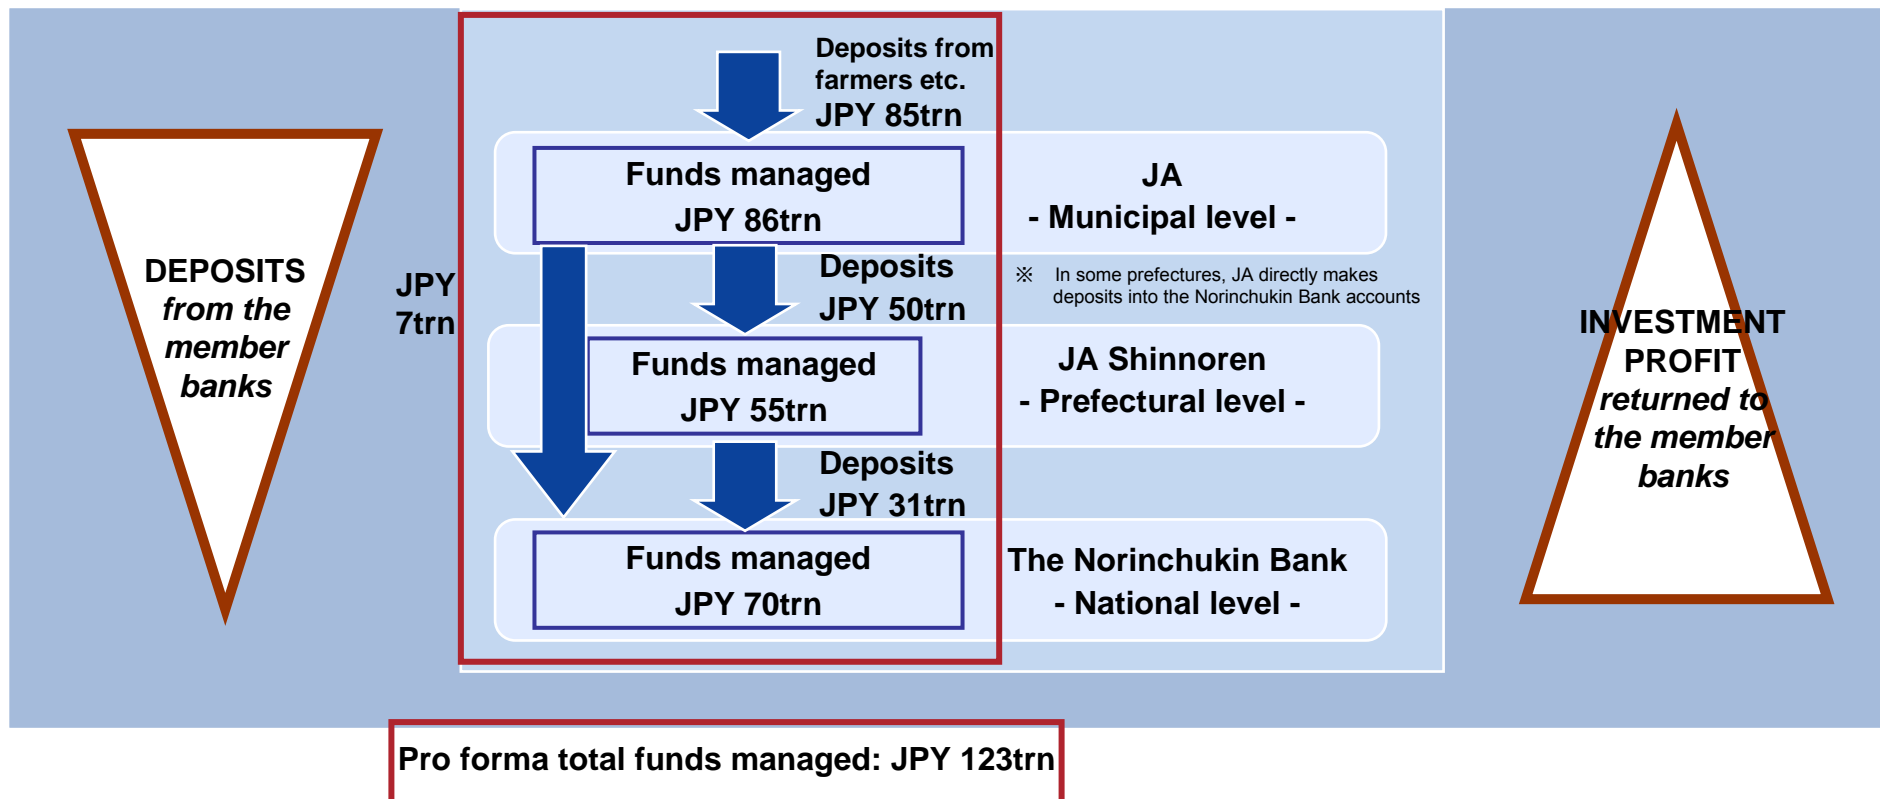 Deposits from
farmers etc.
JPY 85trn
Funds managed
JPY 86trn
JA
- Municipal level -
DEPOSITS
from the
member
banks
JPY
7trn
Deposits
JPY 50trn
※ In some prefectures, JA directly makes
deposits into the Norinchukin Bank accounts
Funds managed
JPY 55trn
JA Shinnoren
- Prefectural level -
INVESTMENT
PROFIT
returned to
the member
banks
Deposits
JPY 31trn
Funds managed
JPY 70trn
The Norinchukin Bank
- National level -
Pro forma total funds managed: JPY 123trn